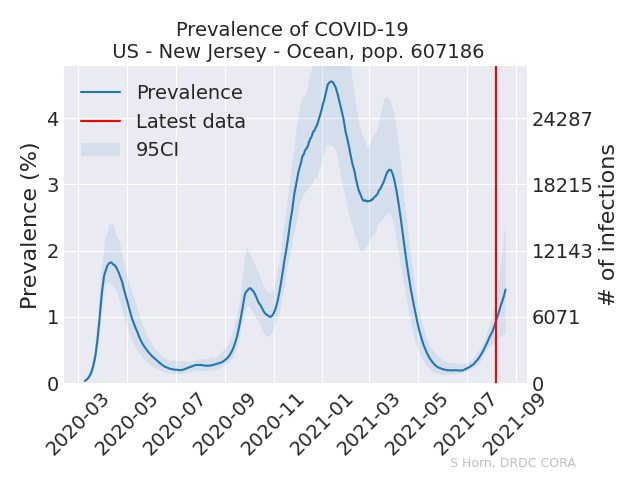 Prevalence of COVID-19
US - New Jersey - Ocean, pop. 607186
Prevalence
Latest data
95CI
Prevalence (%)
4
3
2
1
0
24287
18215
12143
6071
0
# of infections
2020-03
2020-05
2020-07
2020-09
2020-11
2021-01
2021-03
2021-05
2021-07
2021-09
S Horn, DRDC CORA